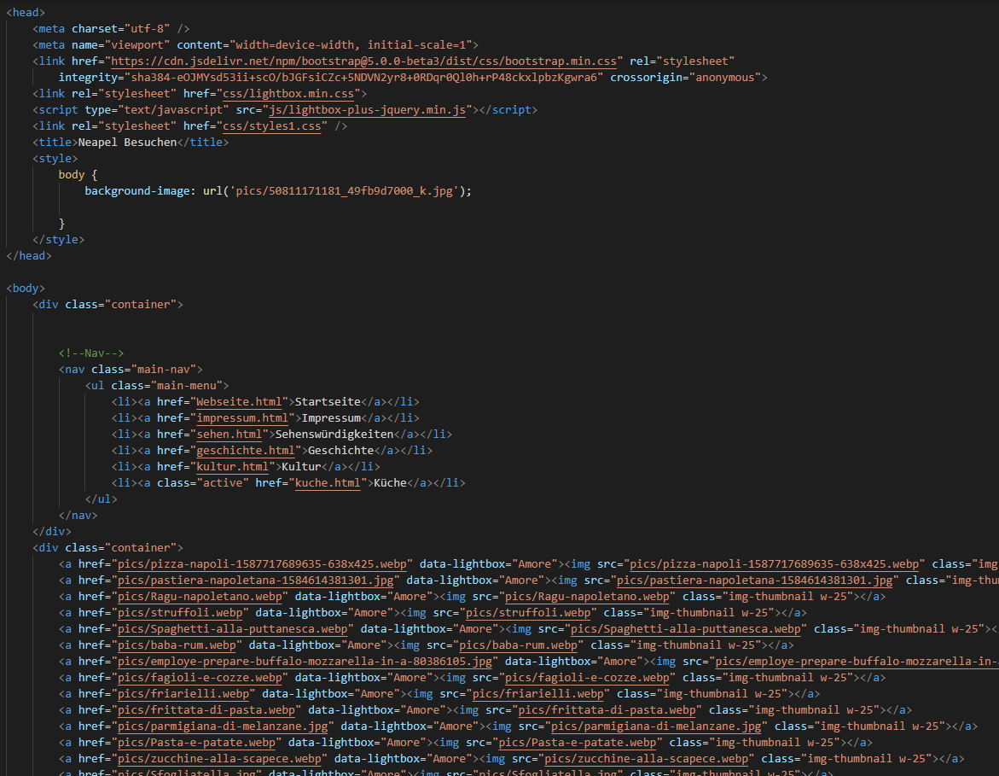 <head>
<meta charset="utf-8" />
<meta name="viewport" content="width=device-width, initial-scale=1">
<link href="https://cdn.jsdelivr.net/npm/bootstrap@5.0.0-beta3/dist/css/bootstrap.min.css" rel="stylesheet"
integrity="sha384-eOJMYsd53ii+scO/bJGFsiCZc+5NDVN2yr8+0RDqr0Ql0h+rP48ckxlpbzKgwra6" crossorigin="anonymous">
<link rel="stylesheet" href="css/lightbox.min.css">
<script type="text/javascript" src="js/lightbox-plus-jquery.min.js"></script>
<link rel="stylesheet" href="css/styles1.css" />
<title>Neapel Besuchen</title>
<style>
body {
background-image: url('pics/50811171181_49fb9d7000_k.jpg');
}
</style>
</head>
<body>
<div class="container">
<!--Nav-->
<nav class="main-nav">
<ul class="main-menu">
<li><a href="Webseite.html">Startseite</a></li>
<li><a href="impressum.html">Impressum</a></li>
<li><a href="sehen.html">Sehenswürdigkeiten</a></li>
<li><a href="geschichte.html">Geschichte</a></li>
<li><a href="kultur.html">Kultur</a></li>
<li><a class="active" href="kuche.html">Küche</a></li>
</ul>
</nav>
</div>
<div class="container">
<a href="pics/pizza-napoli-1587717689635-638x425.webp" data-lightbox="Amore"><img src="pics/pizza-napoli-1587717689635-638x425.webp" class="img
<a href="pics/pastiera-napoletana-1584614381301.jpg" data-lightbox="Amore"><img src="pics/pastiera-napoletana-1584614381301.jpg" class="img-thu
<a href="pics/Ragu-napoletano.webp" data-lightbox="Amore"><img src="pics/Ragu-napoletano.webp" class="img-thumbnail w-25"></a>
<a href="pics/struffoli.webp" data-lightbox="Amore"><img src="pics/struffoli.webp" class="img-thumbnail w-25"></a>
<a href="pics/Spaghetti-alla-puttanesca.webp" data-lightbox="Amore"><img src="pics/Spaghetti-alla-puttanesca.webp" class="img-thumbnail w-25"><
<a href="pics/baba-rum.webp" data-lightbox="Amore"><img src="pics/baba-rum.webp" class="img-thumbnail w-25"></a>
<a href="pics/employe-prepare-buffalo-mozzarella-in-a-80386105.jpg" data-lightbox="Amore"><img src="pics/employe-prepare-buffalo-mozzarella-in-
<a href="pics/fagioli-e-cozze.webp" data-lightbox="Amore"><img src="pics/fagioli-e-cozze.webp" class="img-thumbnail w-25"></a>
<a href="pics/friarielli.webp" data-lightbox="Amore"><img src="pics/friarielli.webp" class="img-thumbnail w-25"></a>
<a href="pics/frittata-di-pasta.webp" data-lightbox="Amore"><img src="pics/frittata-di-pasta.webp" class="img-thumbnail w-25"></a>
<a href="pics/parmigiana-di-melanzane.jpg" data-lightbox="Amore"><img src="pics/parmigiana-di-melanzane.jpg" class="img-thumbnail w-25"></a>
<a href="pics/Pasta-e-patate.webp" data-lightbox="Amore"><img src="pics/Pasta-e-patate.webp" class="img-thumbnail w-25"></a>
<a href="pics/zucchine-alla-scapece.webp" data-lightbox="Amore"><img src="pics/zucchine-alla-scapece.webp" class="img-thumbnail w-25"></a>
<a href="pics/Sfogliatella.jpg" data-lightbox="Amore"><img src="pics/Sfogliatella.jpg" class="img-thumbnail w-25"></a>